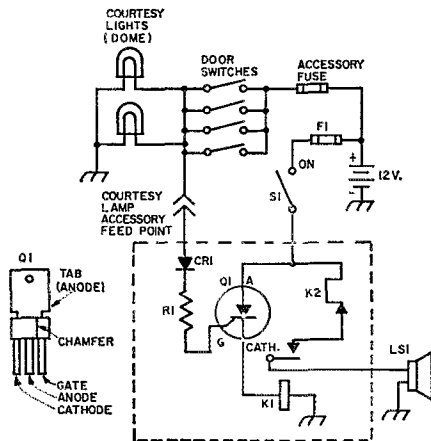 COURTESY
LIGHTS
(DOME)
DOOR
SWITCHES
ACCESSORY
FUSE
F1
ON
S1
+
-
12V.
COURTESY
LAMP
ACCESSORY
FEED POINT
Q1
TAB
(ANODE)
CHAMFER
GATE
ANODE
CATHODE
CR1
R1
Q1
A
G
CATH.
K2
K1
LS1